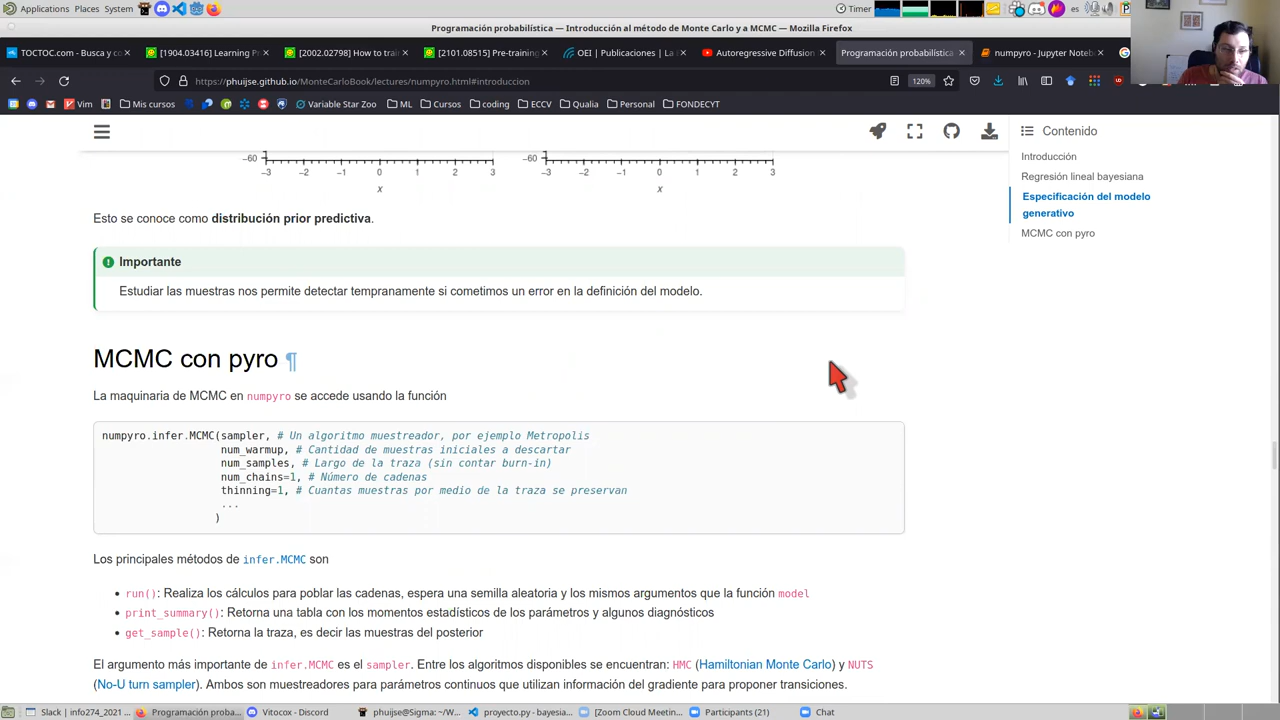 Applications Places System
Timer
es
Programación probabilística — Introducción al método de Monte Carlo y a MCMC — Mozilla Firefox
TOCTOC.com - Busca y co
[1904.03416] Learning Pr
[2002.02798] How to trai
[2101.08515] Pre-train
OEI | Publicaciones | La
Autoregressive Diffusion
Programación probabilístic
numpyro - Jupyter Noteb
https://phuijse.github.io/MonteCarloBook/lectures/numpyro.html#introduccion
120%
Vim
Mis cursos
Variable Star Zoo
ML
Cursos
coding
ECCV
Qualia
Personal
FONDECYT
Contenido
Introducción
Regresión lineal bayesiana
Especificación del modelo
generativo
MCMC con pyro
−60 −60
−3 −2 −1 0 1 2 3 −3 −2 −1 0 1 2 3
x x
Esto se conoce como distribución prior predictiva.
Importante
Estudiar las muestras nos permite detectar tempranamente si cometimos un error en la definición del modelo.
MCMC con pyro ¶
La maquinaria de MCMC en numpyro se accede usando la función
numpyro.infer.MCMC(sampler, # Un algoritmo muestreador, por ejemplo Metropolis
num_warmup, # Cantidad de muestras iniciales a descartar
num_samples, # Largo de la traza (sin contar burn-in)
num_chains=1, # Número de cadenas
thinning=1, # Cuantas muestras por medio de la traza se preservan
...
)
Los principales métodos de infer.MCMC son
• run(): Realiza los cálculos para poblar las cadenas, espera una semilla aleatoria y los mismos argumentos que la función model
• print_summary(): Retorna una tabla con los momentos estadísticos de los parámetros y algunos diagnósticos
• get_sample(): Retorna la traza, es decir las muestras del posterior
El argumento más importante de infer.MCMC es el sampler. Entre los algoritmos disponibles se encuentran: HMC (Hamiltonian Monte Carlo) y NUTS
(No-U turn sampler). Ambos son muestreadores para parámetros continuos que utilizan información del gradiente para proponer transiciones.
Slack | info274_2021
Programación proba...
Vitocox - Discord
phuijse@Sigma: ~/W...
proyecto.py - bayesia...
[Zoom Cloud Meetin...
Participants (21)
Chat